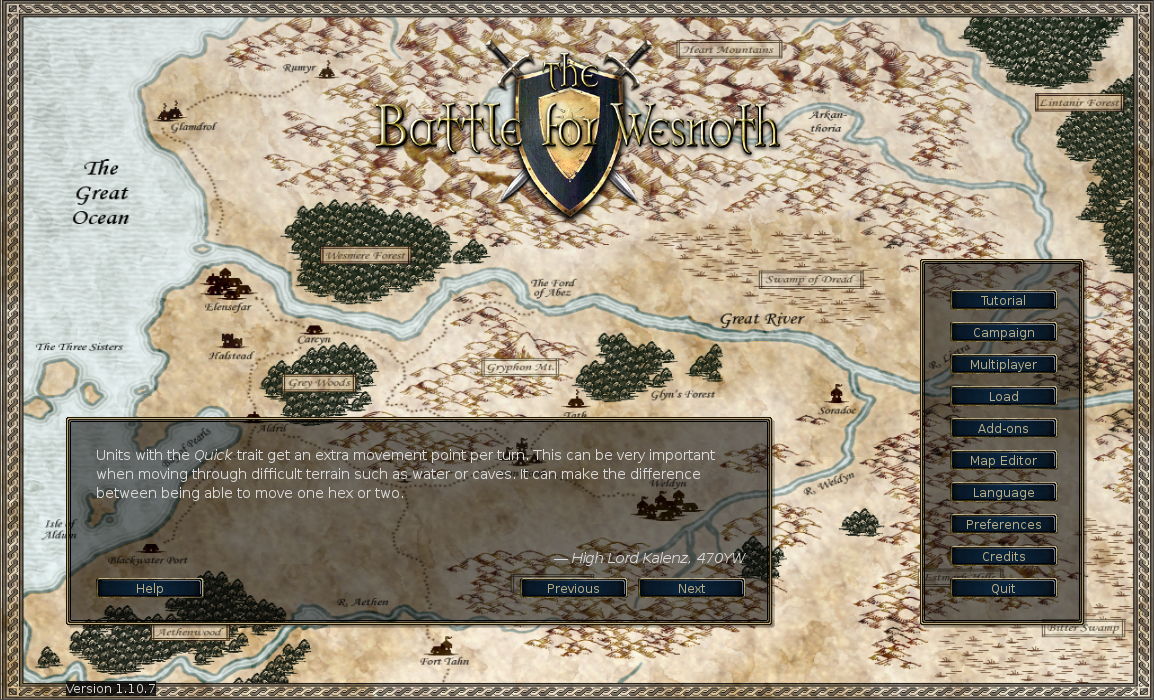 Heart Mountains
Rumyr
the
Lintanir Forest
Glamdrol
Battle for Wesnoth
Arkan-
thoria
The
Great
Ocean
Wesmere Forest
Swamp of Dread
The Ford
of Abez
Elensefar
Great River
Tutorial
Carcyn
Campaign
The Three Sisters
Halstead
Gryphon Mt.
Multiplayer
Grey Woods
Glyn's Forest
Load
Soradoc
Tath
Aldril
Add-ons
of Pearls
Units with the Quick trait get an extra movement point per turn. This can be very important
when moving through difficult terrain such as water or caves. It can make the difference
between being able to move one hex or two.
Map Editor
Weldyn
R. Weldyn
Language
Isle of
Alduin
Preferences
Blackwater Port
— High Lord Kalenz, 470YW
Credits
Help
Previous
Next
Quit
R. Aethen
Aethenwood
Bitter Swamp
Fort Tahn
Version 1.10.7